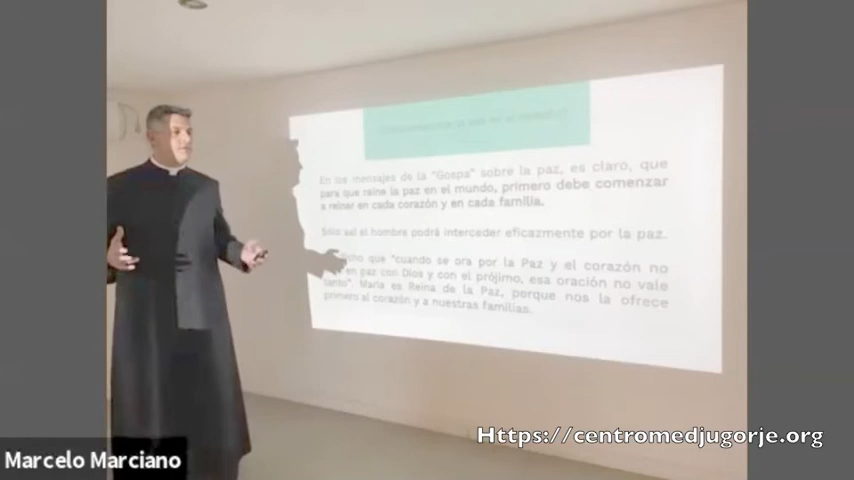 En los mensajes de la "Gospa" sobre la paz, es claro, que
para que reine la paz en el mundo, primero debe comenzar
a reinar en cada corazón y en cada familia.
Sólo así el hombre podrá interceder eficazmente por la paz.
que "cuando se ora por la Paz y el corazón no
en paz con Dios y con el prójimo, esa oración no vale
tanto". María es Reina de la Paz, porque nos la ofrece
primero al corazón y a nuestras familias.
Https://centromedjugorje.org
Marcelo Marciano